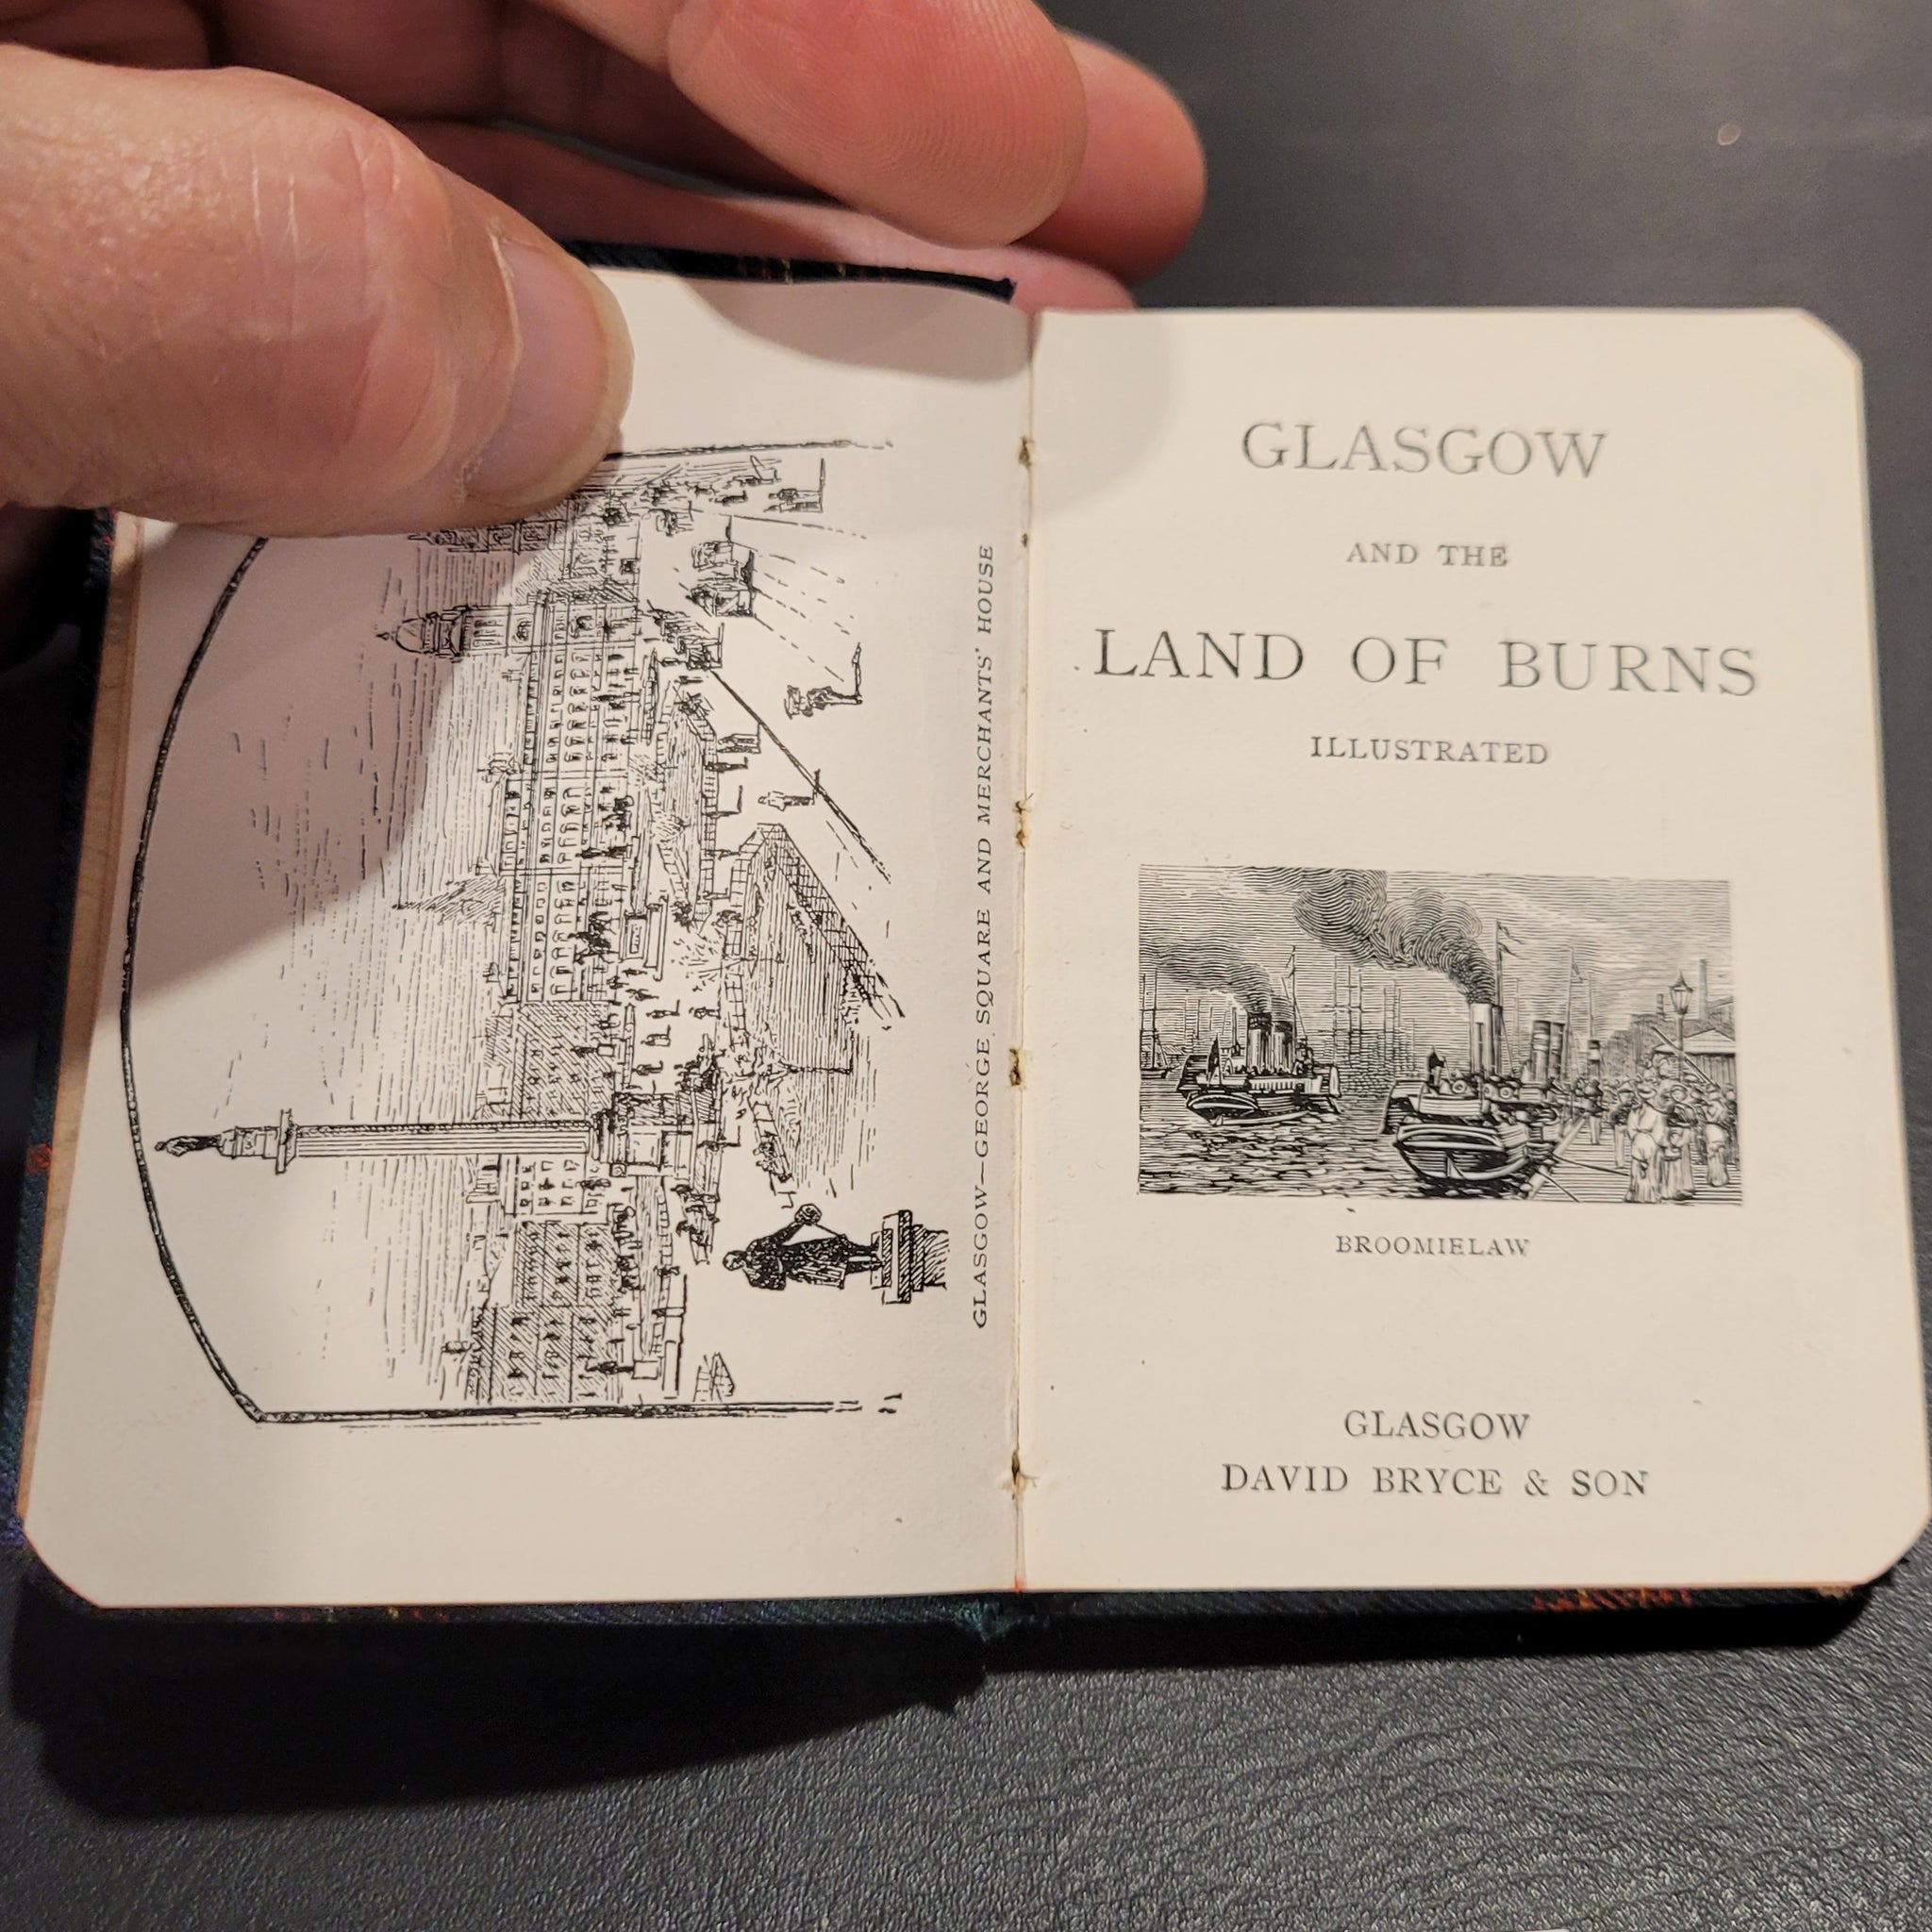 GLASGOW—GEORGE SQUARE AND MERCHANTS' HOUSE
GLASGOW
AND THE
LAND OF BURNS
ILLUSTRATED
BROOMIELAW
GLASGOW
DAVID BRYCE & SON